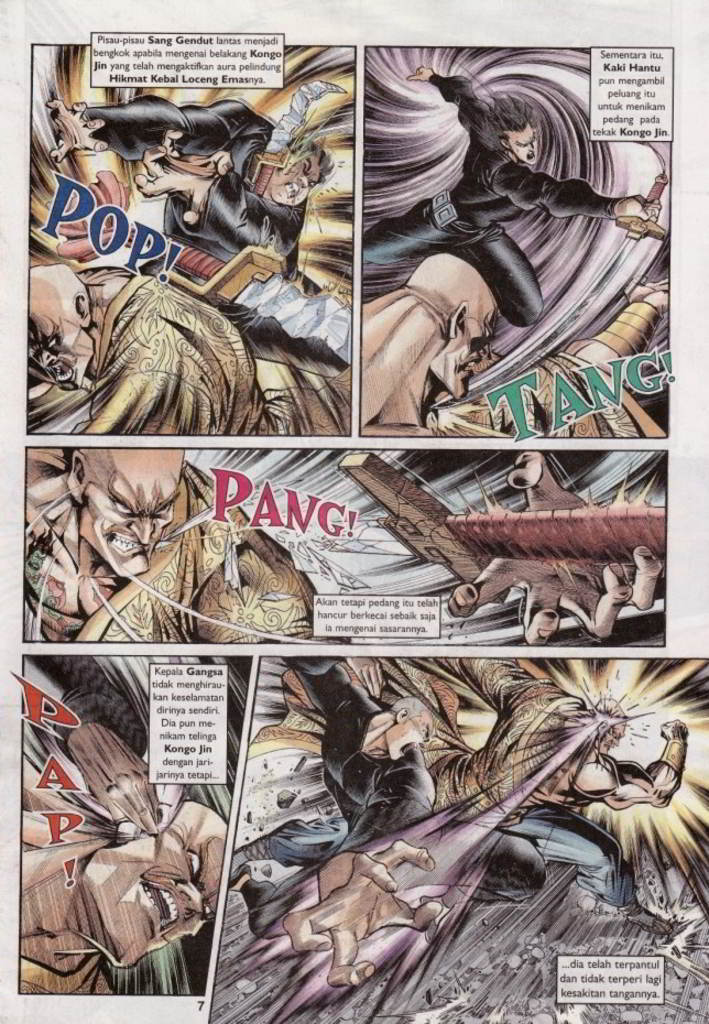 Pisau-pisau Sang Gendut lantas menjadi
bengkok apabila mengenai belakang Kongo
Jin yang telah mengaktifkan aura pelindung
Hikmat Kebal Loceng Emasnya.
POP!
Sementara itu,
Kaki Hantu
pun mengambil
peluang itu
untuk menikam
pedang pada
tekak Kongo Jin.
TANG!
PANG!
Akan tetapi pedang itu telah
hancur berkecai sebaik saja
ia mengenai sasarannya.
PAP!
Kepala Gangsa
tidak menghirau-
kan keselamatan
dirinya sendiri.
Dia pun me-
nikam telinga
Kongo Jin
dengan jari-
jarinya tetapi...
...dia telah terpantul
dan tidak terperi lagi
kesakitan tangannya.
7